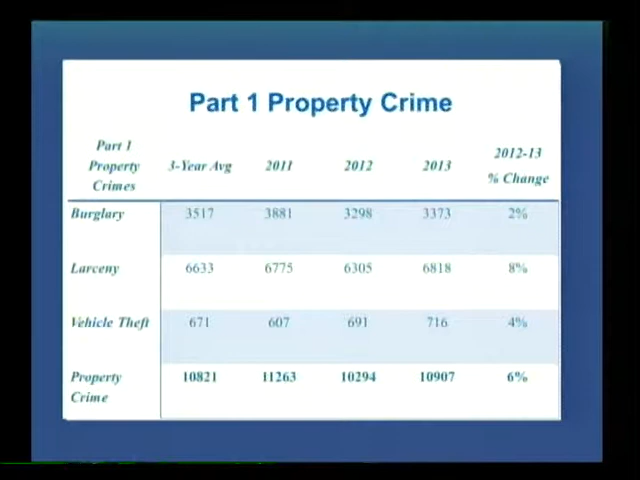 Part 1 Property Crime
Part 1 Property Crimes 3-Year Avg 2011 2012 2013 2012-13 % Change
Burglary 3517 3881 3298 3373 2%
Larceny 6633 6775 6305 6818 8%
Vehicle Theft 671 607 691 716 4%
Property Crime 10821 11263 10294 10907 6%